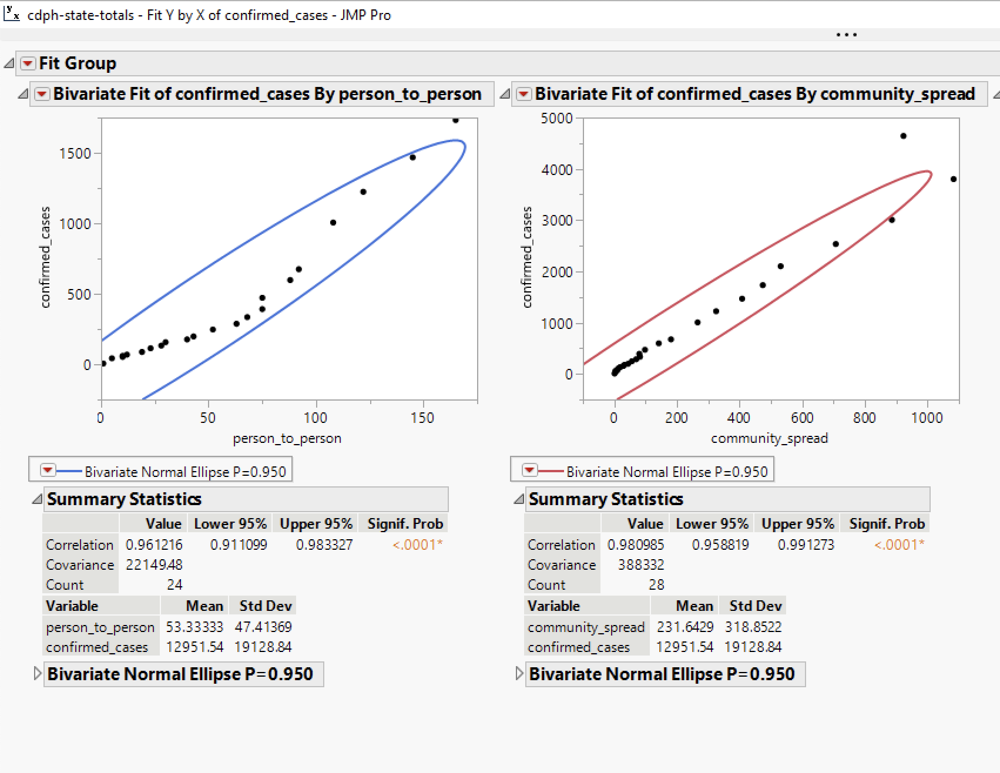 cdph-state-totals - Fit Y by X of confirmed_cases - JMP Pro
Fit Group
Bivariate Fit of confirmed_cases By person_to_person
1500
1000
500
0
confirmed_cases
0 50 100 150
person_to_person
Bivariate Normal Ellipse P=0.950
Summary Statistics
Value Lower 95% Upper 95% Signif. Prob
Correlation 0.961216 0.911099 0.983327 <.0001*
Covariance 22149.48
Count 24
Variable Mean Std Dev
person_to_person 53.33333 47.41369
confirmed_cases 12951.54 19128.84
Bivariate Normal Ellipse P=0.950
Bivariate Fit of confirmed_cases By community_spread
5000
4000
3000
2000
1000
0
confirmed_cases
0 200 400 600 800 1000
community_spread
Bivariate Normal Ellipse P=0.950
Summary Statistics
Value Lower 95% Upper 95% Signif. Prob
Correlation 0.980985 0.958819 0.991273 <.0001*
Covariance 388332
Count 28
Variable Mean Std Dev
community_spread 231.6429 318.8522
confirmed_cases 12951.54 19128.84
Bivariate Normal Ellipse P=0.950